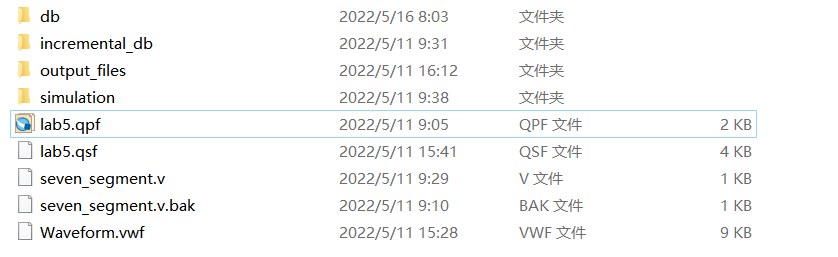 db 2022/5/16 8:03 文件夹
incremental_db 2022/5/11 9:31 文件夹
output_files 2022/5/11 16:12 文件夹
simulation 2022/5/11 9:38 文件夹
lab5.qpf 2022/5/11 9:05 QPF 文件 2 KB
lab5.qsf 2022/5/11 15:41 QSF 文件 4 KB
seven_segment.v 2022/5/11 9:29 V 文件 1 KB
seven_segment.v.bak 2022/5/11 9:10 BAK 文件 1 KB
Waveform.vwf 2022/5/11 15:28 VWF 文件 9 KB